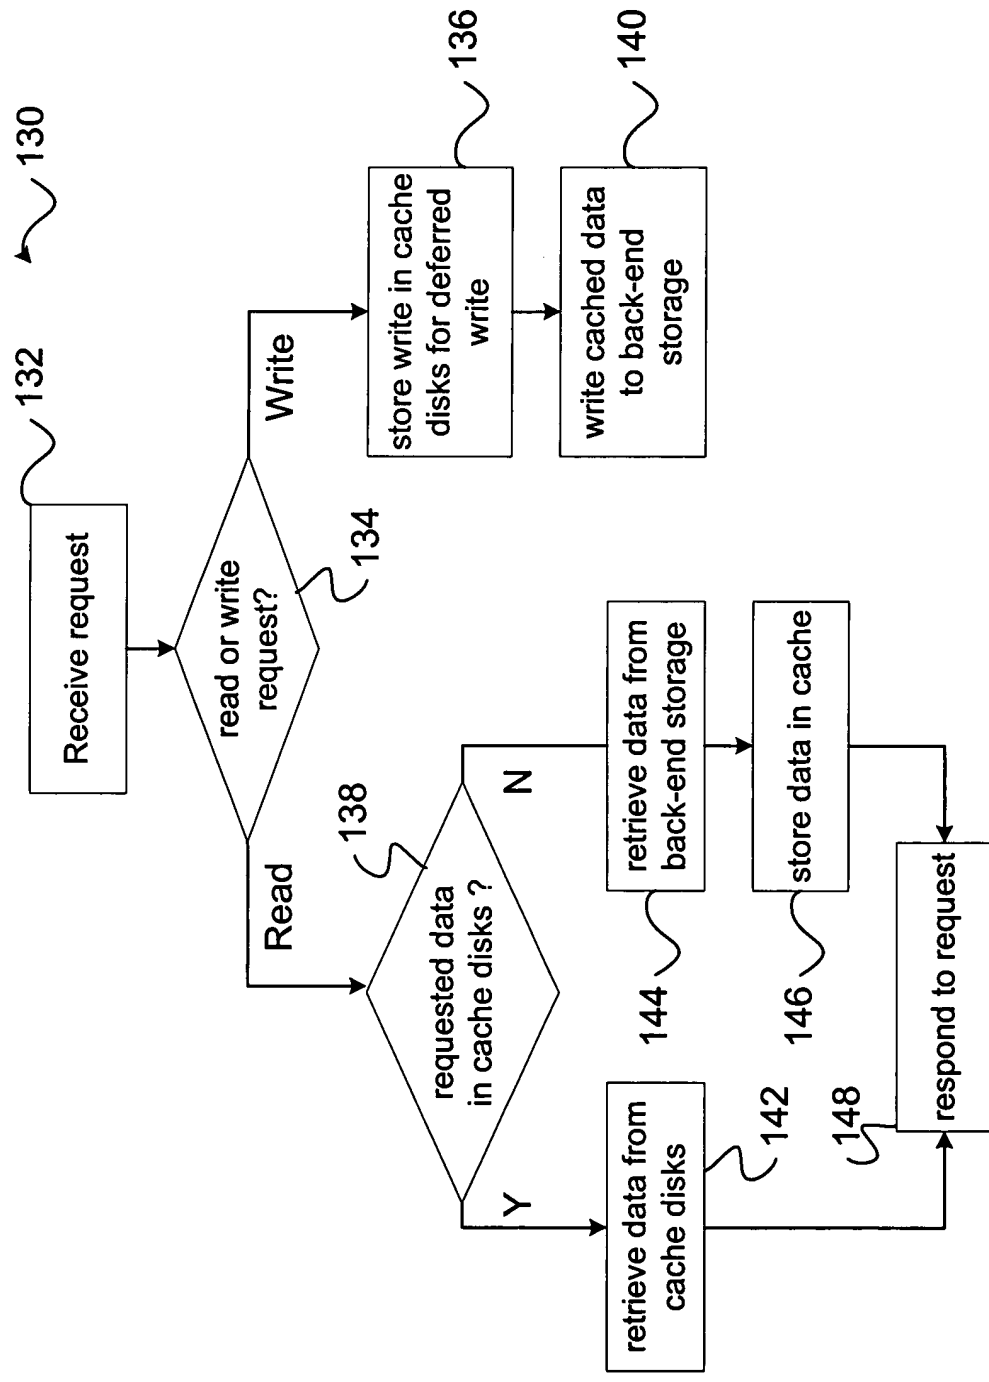 130
132
Receive request
read or write
request?
134
Read
Write
138
requested data
in cache disks ?
store write in cache
disks for deferred
write
136
Y
N
retrieve data from
cache disks
142
retrieve data from
back-end storage
144
write cached data
to back-end
storage
140
store data in cache
146
148
respond to request